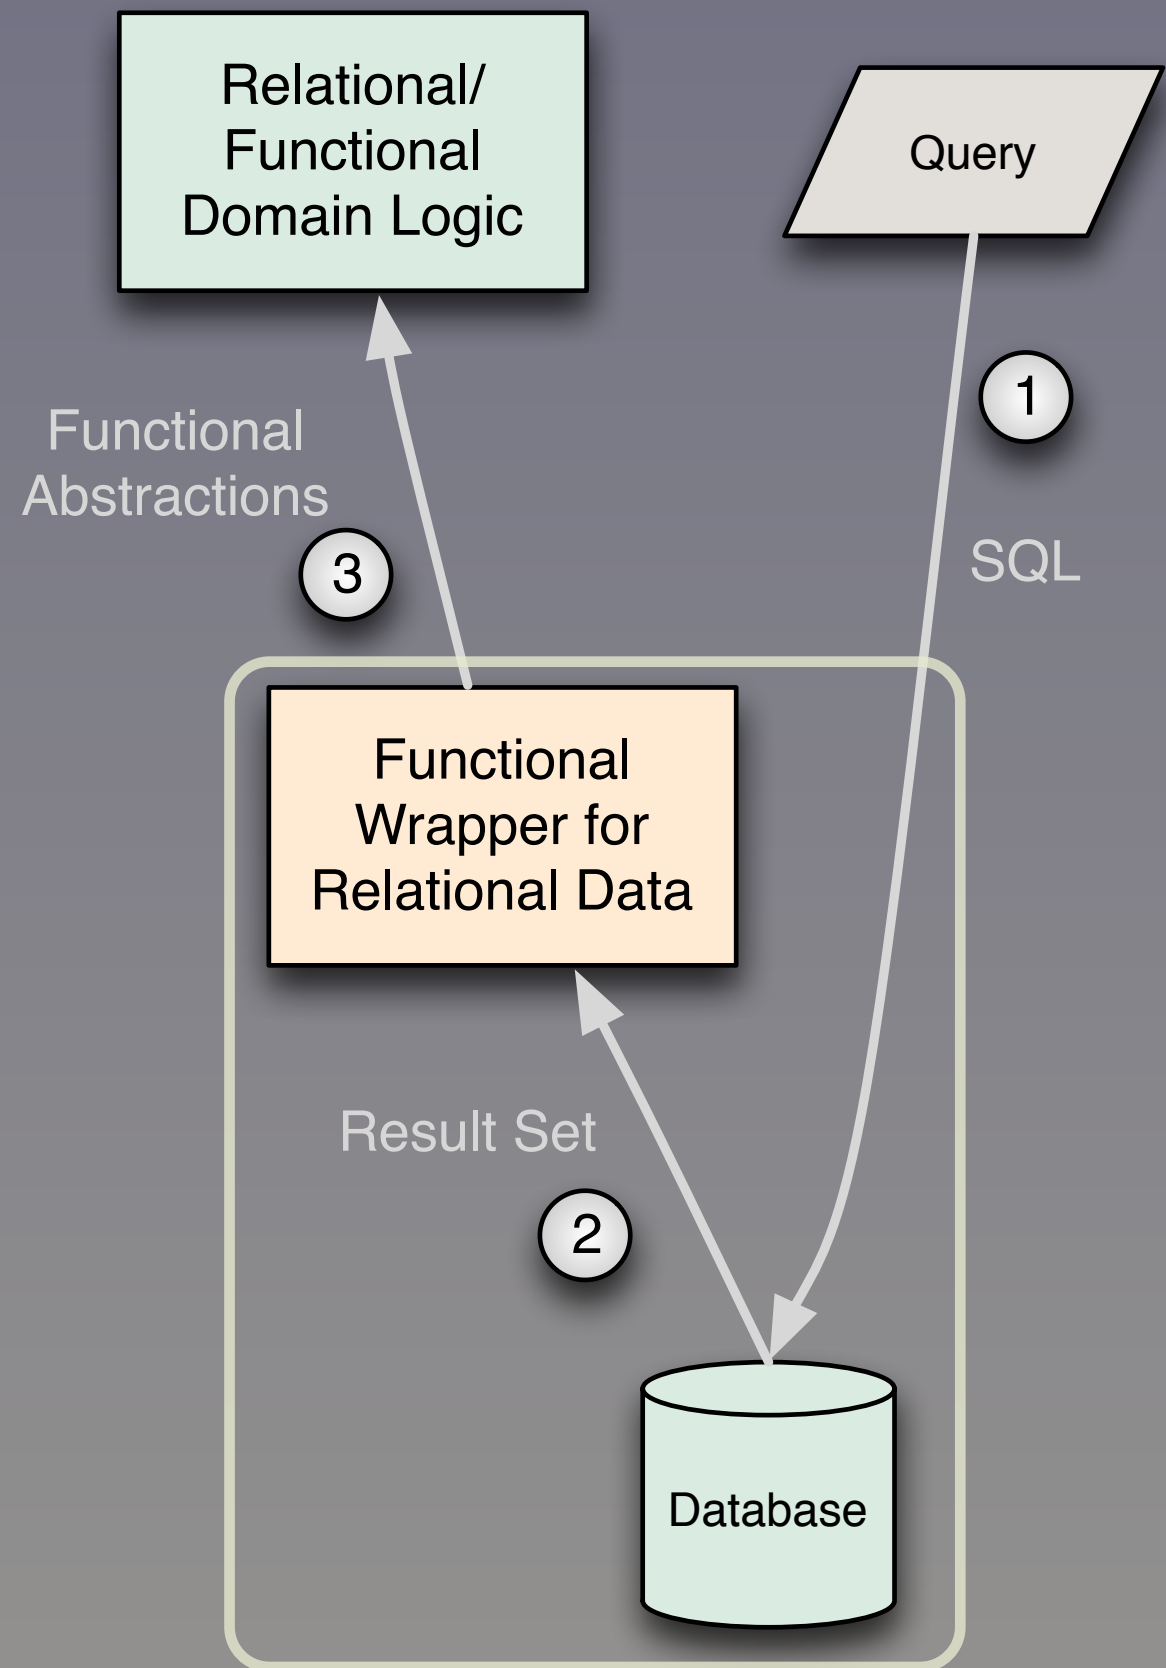 Relational/
Functional
Domain Logic
Query
1
Functional
Abstractions
SQL
3
Functional
Wrapper for
Relational Data
Result Set
2
Database